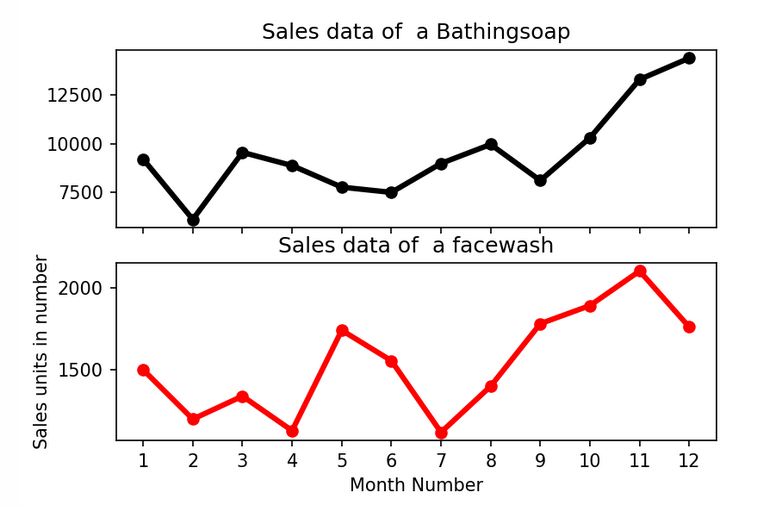 Sales data of  a Bathingsoap
12500
10000
7500
Sales data of  a facewash
Sales units in number
2000
1500
1 2 3 4 5 6 7 8 9 10 11 12
Month Number